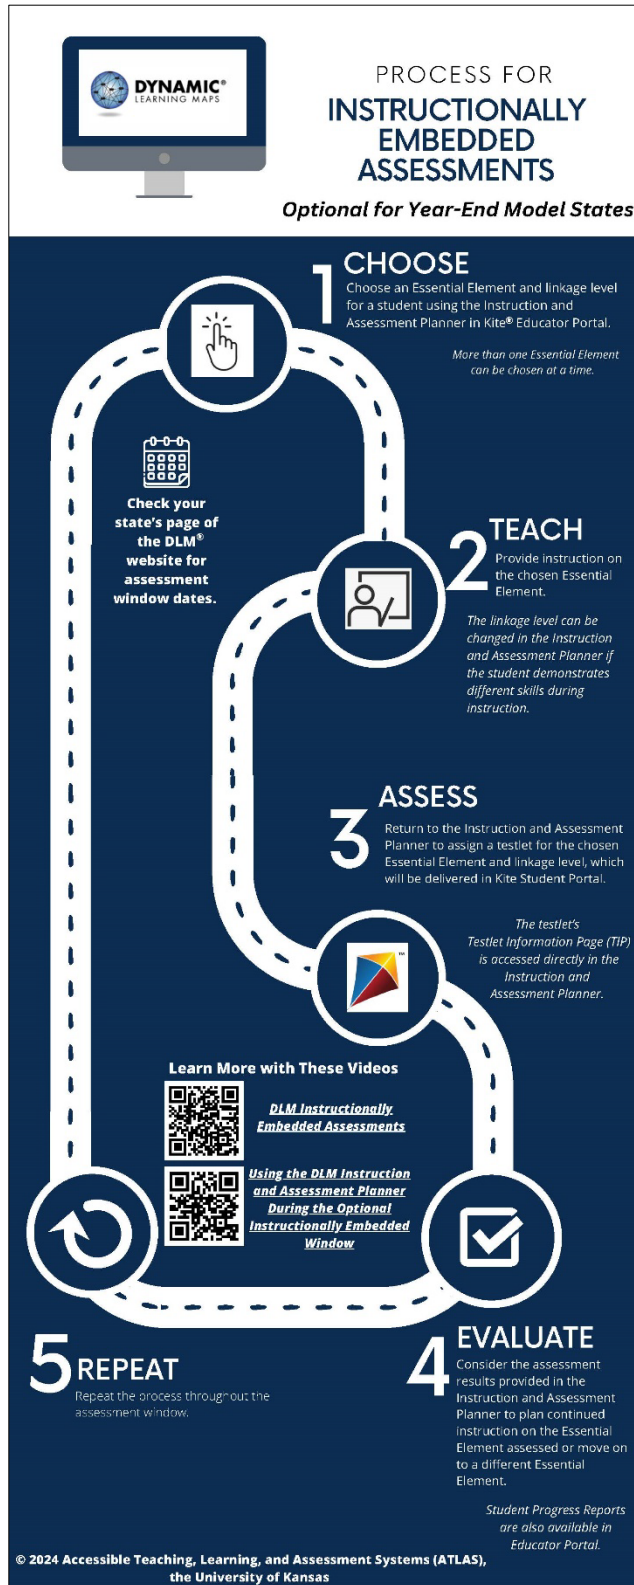 DYNAMIC®
LEARNING MAPS
PROCESS FOR
INSTRUCTIONALLY
EMBEDDED
ASSESSMENTS
Optional for Year-End Model States
1 CHOOSE
Choose an Essential Element and linkage level
for a student using the Instruction and
Assessment Planner in Kite® Educator Portal.
More than one Essential Element
can be chosen at a time.
Check your
state's page of
the DLM®
website for
assessment
window dates.
2 TEACH
Provide instruction on
the chosen Essential
Element.
The linkage level can be
changed in the Instruction
and Assessment Planner if
the student demonstrates
different skills during
instruction.
3 ASSESS
Return to the Instruction and Assessment
Planner to assign a testlet for the chosen
Essential Element and linkage level, which
will be delivered in Kite Student Portal.
The testlet's
Testlet Information Page (TIP)
is accessed directly in the
Instruction and
Assessment Planner.
TM
Learn More with These Videos
DLM Instructionally
Embedded Assessments
Using the DLM Instruction
and Assessment Planner
During the Optional
Instructionally Embedded
Window
4 EVALUATE
Consider the assessment
results provided in the
Instruction and Assessment
Planner to plan continued
instruction on the Essential
Element assessed or move on
to a different Essential
Element.
Student Progress Reports
are also available in
Educator Portal.
5 REPEAT
Repeat the process throughout the
assessment window.
© 2024 Accessible Teaching, Learning, and Assessment Systems (ATLAS),
the University of Kansas